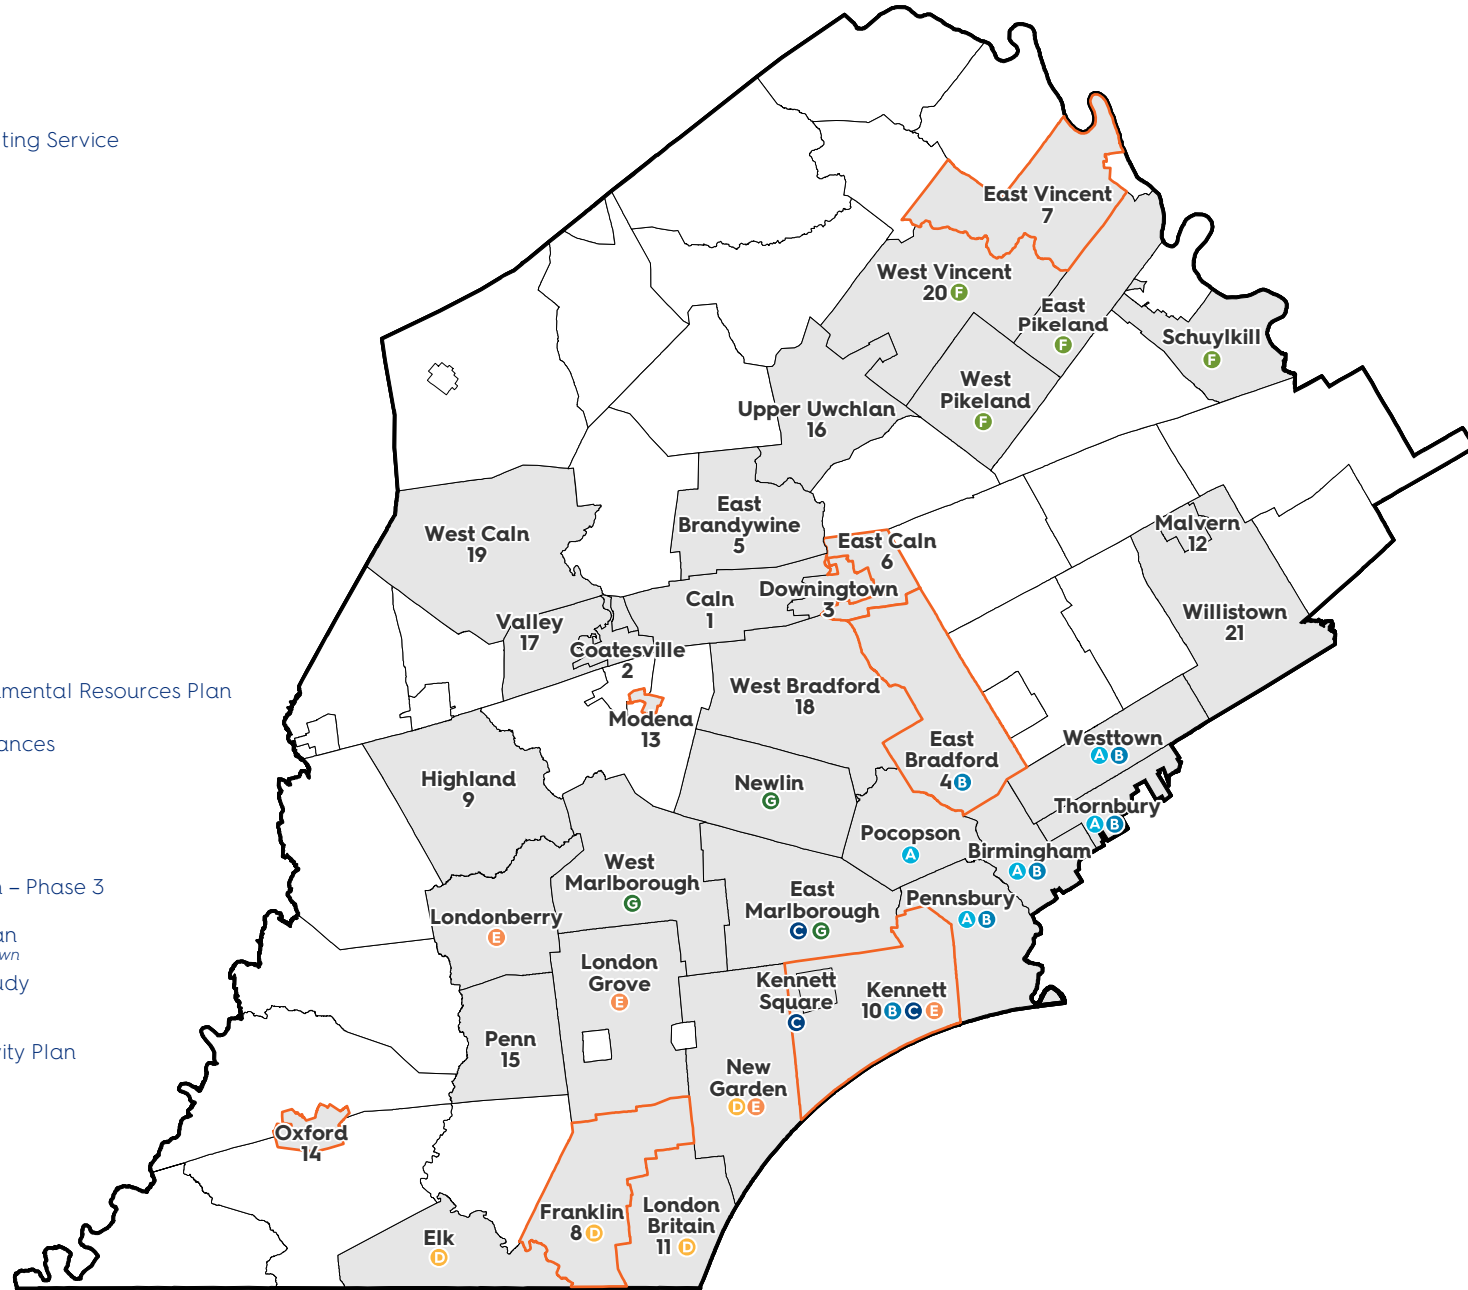 ting Service
mental Resources Plan
ances
– Phase 3
an
wn
udy
ity Plan
East Vincent
7
West Vincent
20 F
East
Pikeland
F
Schuylkill
F
West
Pikeland
F
Upper Uwchlan
16
East
Brandywine
5
West Caln
19
East Caln
6
Malvern
12
Downingtown
3
Caln
1
Valley
17
Willistown
21
Coatesville
2
West Bradford
18
Modena
13
Westtown
A B
East
Bradford
4 B
Highland
9
Newlin
G
Thornbury
A B
Pocopson
A
Birmingham
A B
West
Marlborough
G
East
Marlborough
C G
Pennsbury
A B
Londonberry
E
London
Grove
E
Kennett
Square
C
Kennett
10 B C E
Penn
15
New
Garden
D E
Oxford
14
Franklin
8 D
London
Britain
11 D
Elk
D